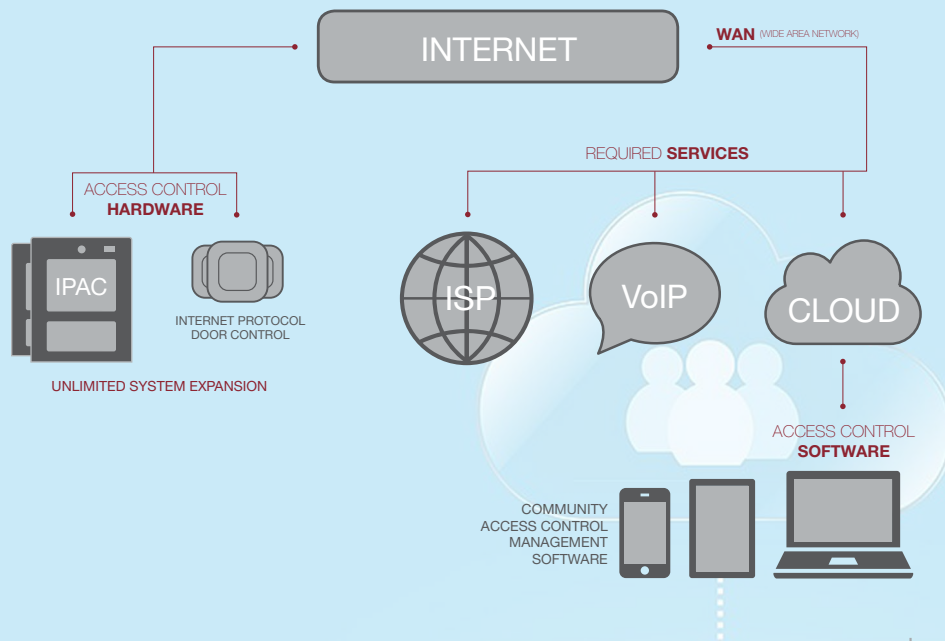 INTERNET
WAN (WIDE AREA NETWORK)
REQUIRED SERVICES
ACCESS CONTROL
HARDWARE
IPAC
INTERNET PROTOCOL
DOOR CONTROL
UNLIMITED SYSTEM EXPANSION
ISP
VoIP
CLOUD
ACCESS CONTROL
SOFTWARE
COMMUNITY
ACCESS CONTROL
MANAGEMENT
SOFTWARE